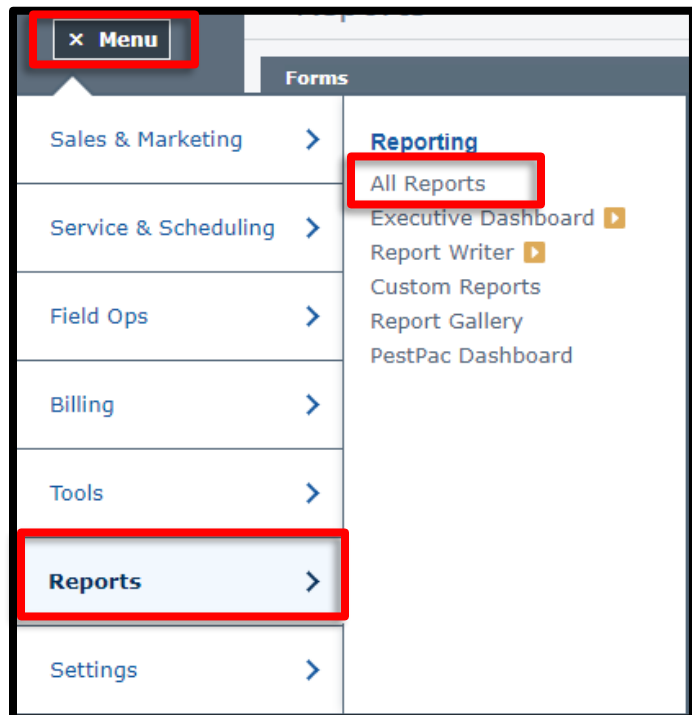 × Menu
Forms
Sales & Marketing
Service & Scheduling
Field Ops
Billing
Tools
Reports
Settings
Reporting
All Reports
Executive Dashboard
Report Writer
Custom Reports
Report Gallery
PestPac Dashboard